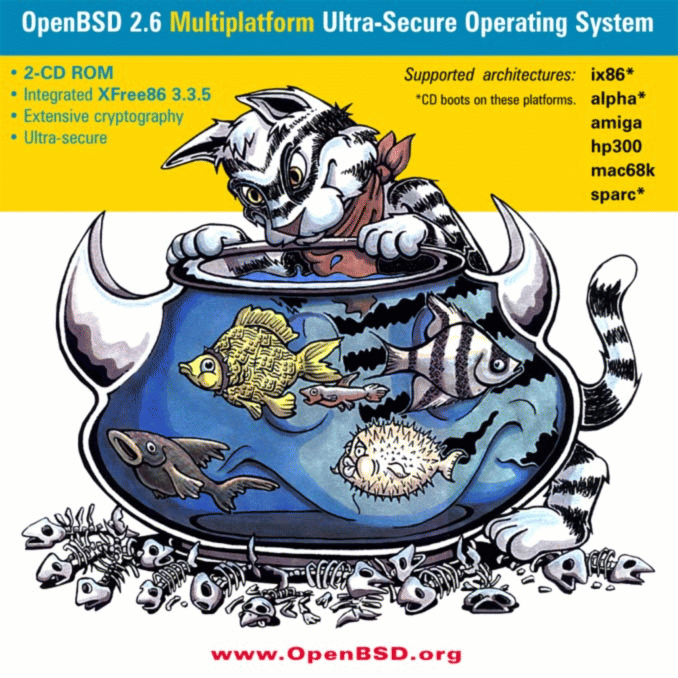 OpenBSD 2.6 Multiplatform Ultra-Secure Operating System
• 2-CD ROM
• Integrated XFree86 3.3.5
• Extensive cryptography
• Ultra-secure
Supported architectures:
*CD boots on these platforms.
ix86*
alpha*
amiga
hp300
mac68k
sparc*
www.OpenBSD.org